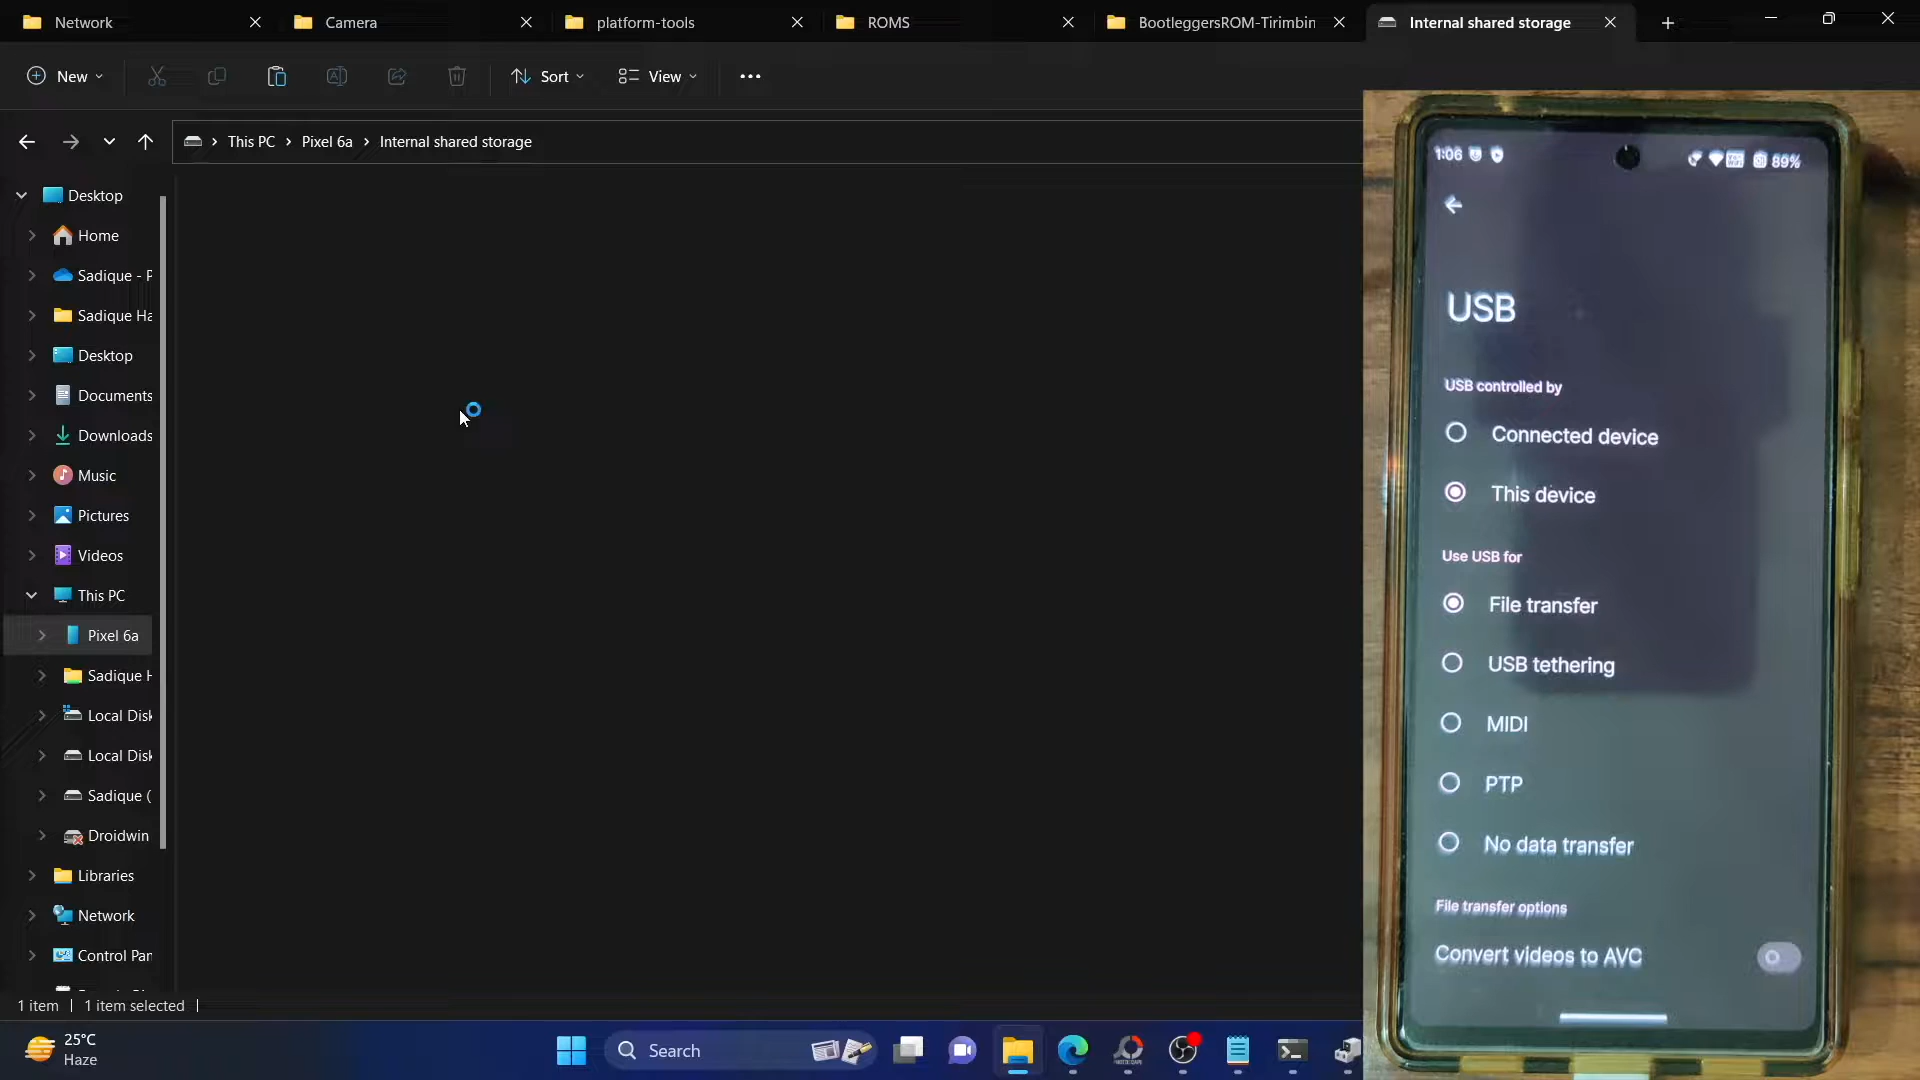 Network
Camera
platform-tools
ROMS
BootleggersROM-Tirimbin
Internal shared storage
New
Sort
View
This PC
Pixel 6a
Internal shared storage
Desktop
Home
Sadique - P
Sadique Ha
Desktop
Documents
Downloads
Music
Pictures
Videos
This PC
Pixel 6a
Sadique H
Local Disk
Local Disk
Sadique (
Droidwin
Libraries
Network
Control Pan
1 item
1 item selected
1:06
89%
USB
USB controlled by
Connected device
This device
Use USB for
File transfer
USB tethering
MIDI
PTP
No data transfer
File transfer options
Convert videos to AVC
25°C
Haze
Search